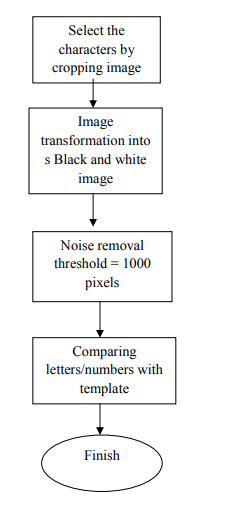 Select the
characters by
cropping image
Image
transformation into
s Black and white
image
Noise removal
threshold = 1000
pixels
Comparing
letters/numbers with
template
Finish